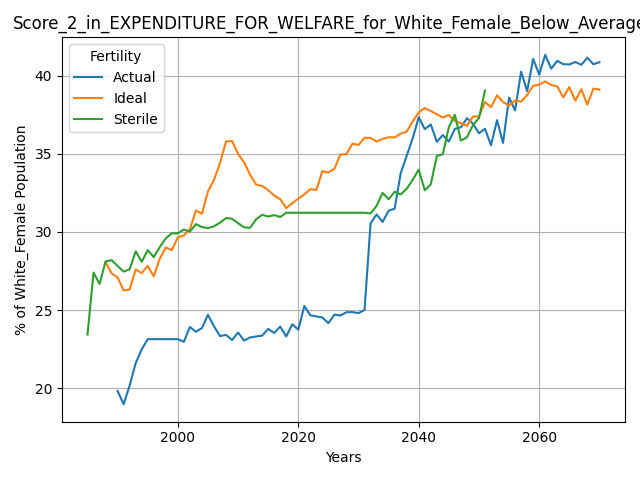 Score_2_in_EXPENDITURE_FOR_WELFARE_for_White_Female_Below_Average
Fertility
Actual
Ideal
Sterile
% of White_Female Population
40
35
30
25
20
2000
2020
2040
2060
Years